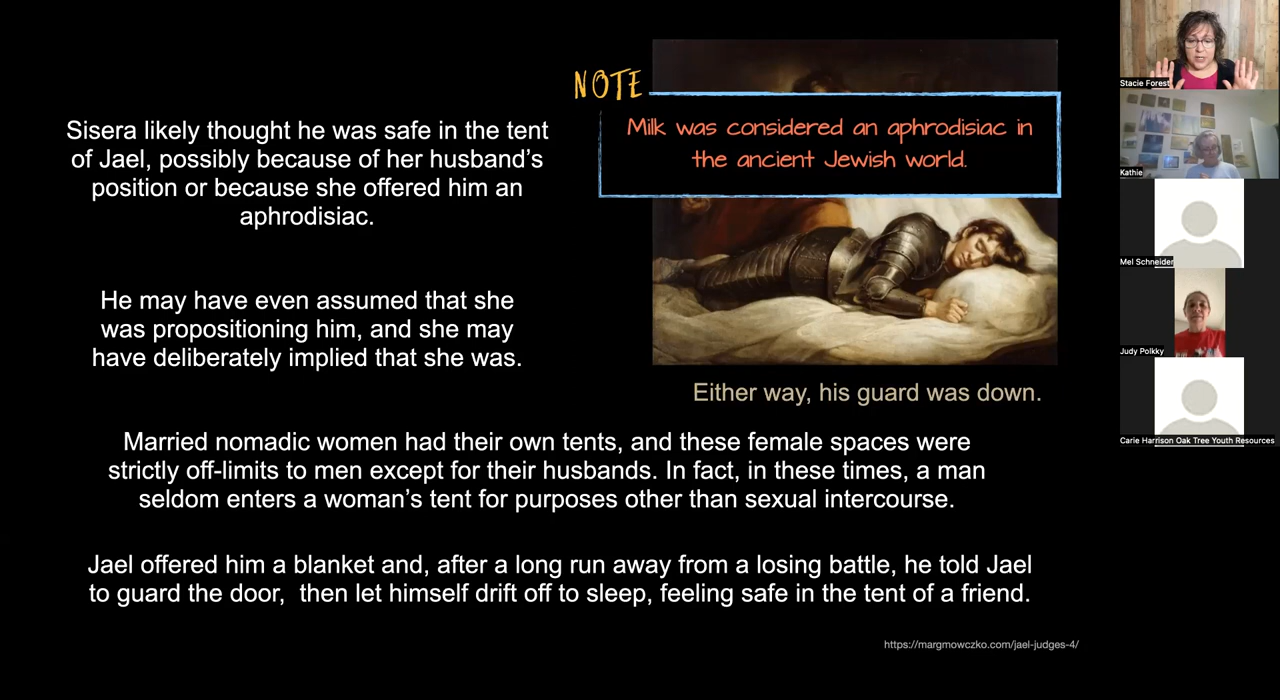 Sisera likely thought he was safe in the tent
of Jael, possibly because of her husband’s
position or because she offered him an
aphrodisiac.
NOTE
Milk was considered an aphrodisiac in
the ancient Jewish world.
He may have even assumed that she
was propositioning him, and she may
have deliberately implied that she was.
Either way, his guard was down.
Married nomadic women had their own tents, and these female spaces were
strictly off-limits to men except for their husbands. In fact, in these times, a man
seldom enters a woman’s tent for purposes other than sexual intercourse.
Jael offered him a blanket and, after a long run away from a losing battle, he told Jael
to guard the door,  then let himself drift off to sleep, feeling safe in the tent of a friend.
https://margmowczko.com/jael-judges-4/
Stacie Forest
Kathie
Mel Schneider
Judy Polkky
Carie Harrison Oak Tree Youth Resources